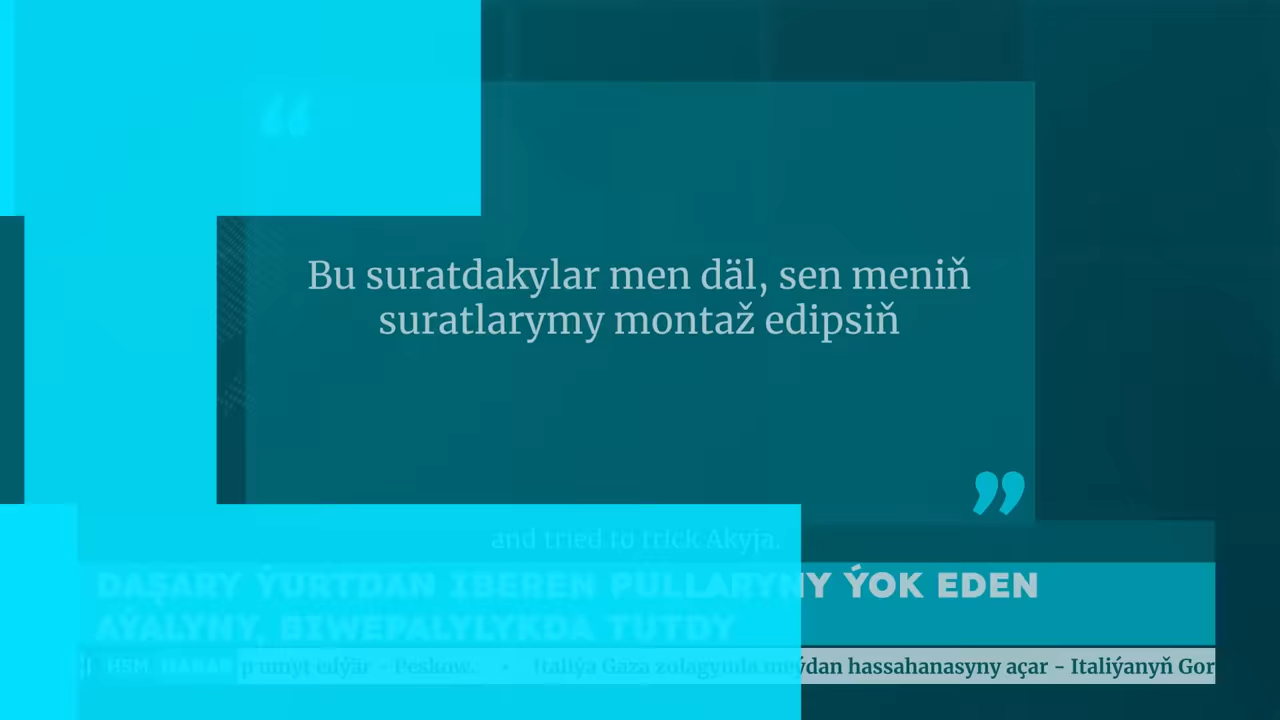 Bu suratdakylar men däl, sen meniň
suratlarymy montaž edipsiň
and tried to trick Akyja.
DAŞARY ÝURTDAN IBEREN PULLARYNY ÝOK EDEN
AÝALYNY, BIWEPALYLYKDA TUTDY
HSM HABAR umyt edýär - Peskow. • Italiýa Gaza zolagynda meýdan hassahanasyny açar - Italiýanyň Gor